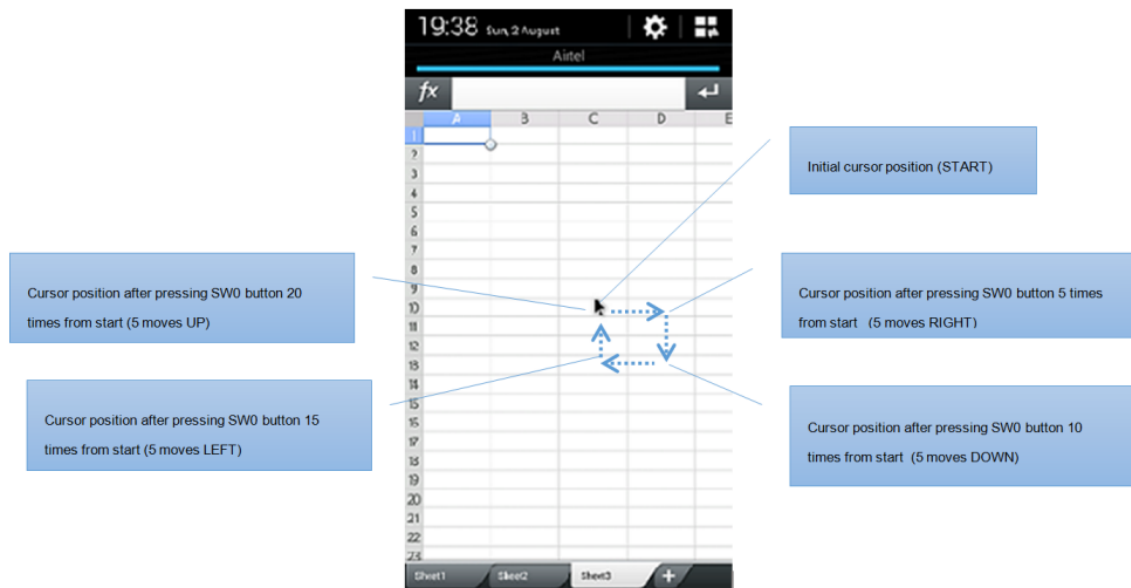 19:38 Sun, 2 August
Airtel
fx
A B C D E
1
2
3
4
5
6
7
8
9
10
11
12
13
14
15
16
17
18
19
20
21
22
23
Sheet1 Sheet2 Sheet3 +
Initial cursor position (START)
Cursor position after pressing SW0 button 20
times from start (5 moves UP)
Cursor position after pressing SW0 button 5 times
from start (5 moves RIGHT)
Cursor position after pressing SW0 button 15
times from start (5 moves LEFT)
Cursor position after pressing SW0 button 10
times from start (5 moves DOWN)